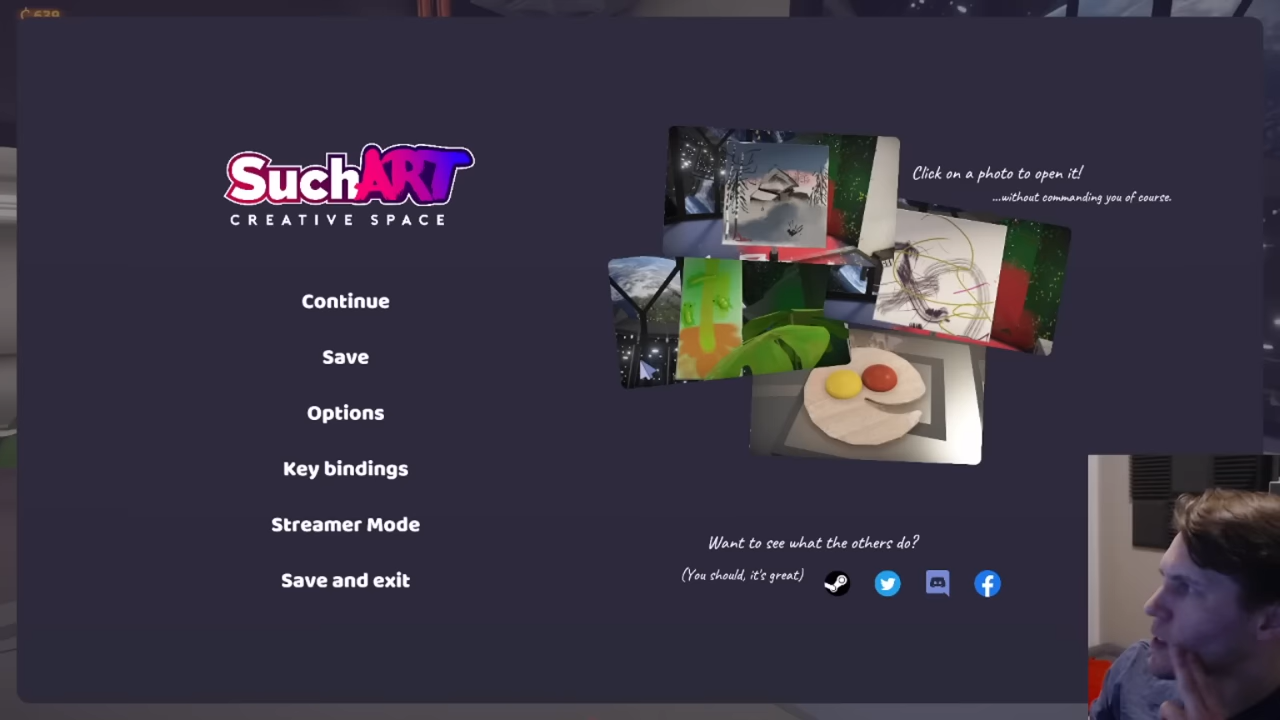 ₵ 639
SuchART
CREATIVE SPACE
Continue
Save
Options
Key bindings
Streamer Mode
Save and exit
Click on a photo to open it!
...without commanding you of course.
Want to see what the others do?
(You should, it's great)